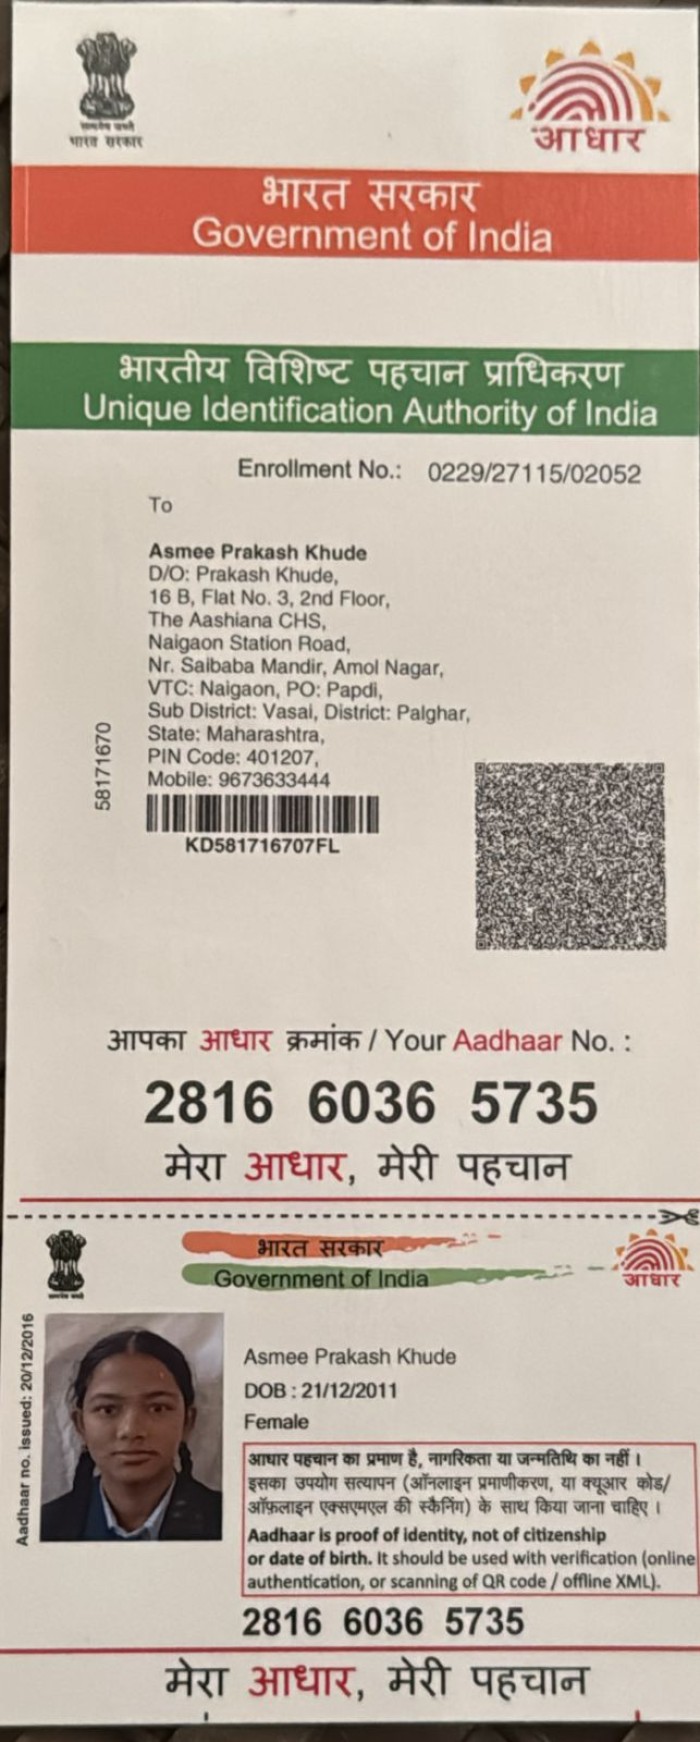 भारत सरकार
आधार
भारत सरकार
Government of India
भारतीय विशिष्ट पहचान प्राधिकरण
Unique Identification Authority of India
Enrollment No.: 0229/27115/02052
To
Asmee Prakash Khude
D/O: Prakash Khude,
16 B, Flat No. 3, 2nd Floor,
The Aashiana CHS,
Naigaon Station Road,
Nr. Saibaba Mandir, Amol Nagar,
VTC: Naigaon, PO: Papdi,
Sub District: Vasai, District: Palghar,
State: Maharashtra,
PIN Code: 401207,
Mobile: 9673633444
58171670
KD581716707FL
आपका आधार क्रमांक / Your Aadhaar No. :
2816 6036 5735
मेरा आधार, मेरी पहचान
भारत सरकार
Government of India
आधार
Aadhaar no. issued: 20/12/2016
Asmee Prakash Khude
DOB : 21/12/2011
Female
आधार पहचान का प्रमाण है, नागरिकता या जन्मतिथि का नहीं ।
इसका उपयोग सत्यापन (ऑनलाइन प्रमाणीकरण, या क्यूआर कोड/
ऑफ़लाइन एक्सएमएल की स्कैनिंग) के साथ किया जाना चाहिए ।
Aadhaar is proof of identity, not of citizenship
or date of birth. It should be used with verification (online
authentication, or scanning of QR code / offline XML).
2816 6036 5735
मेरा आधार, मेरी पहचान